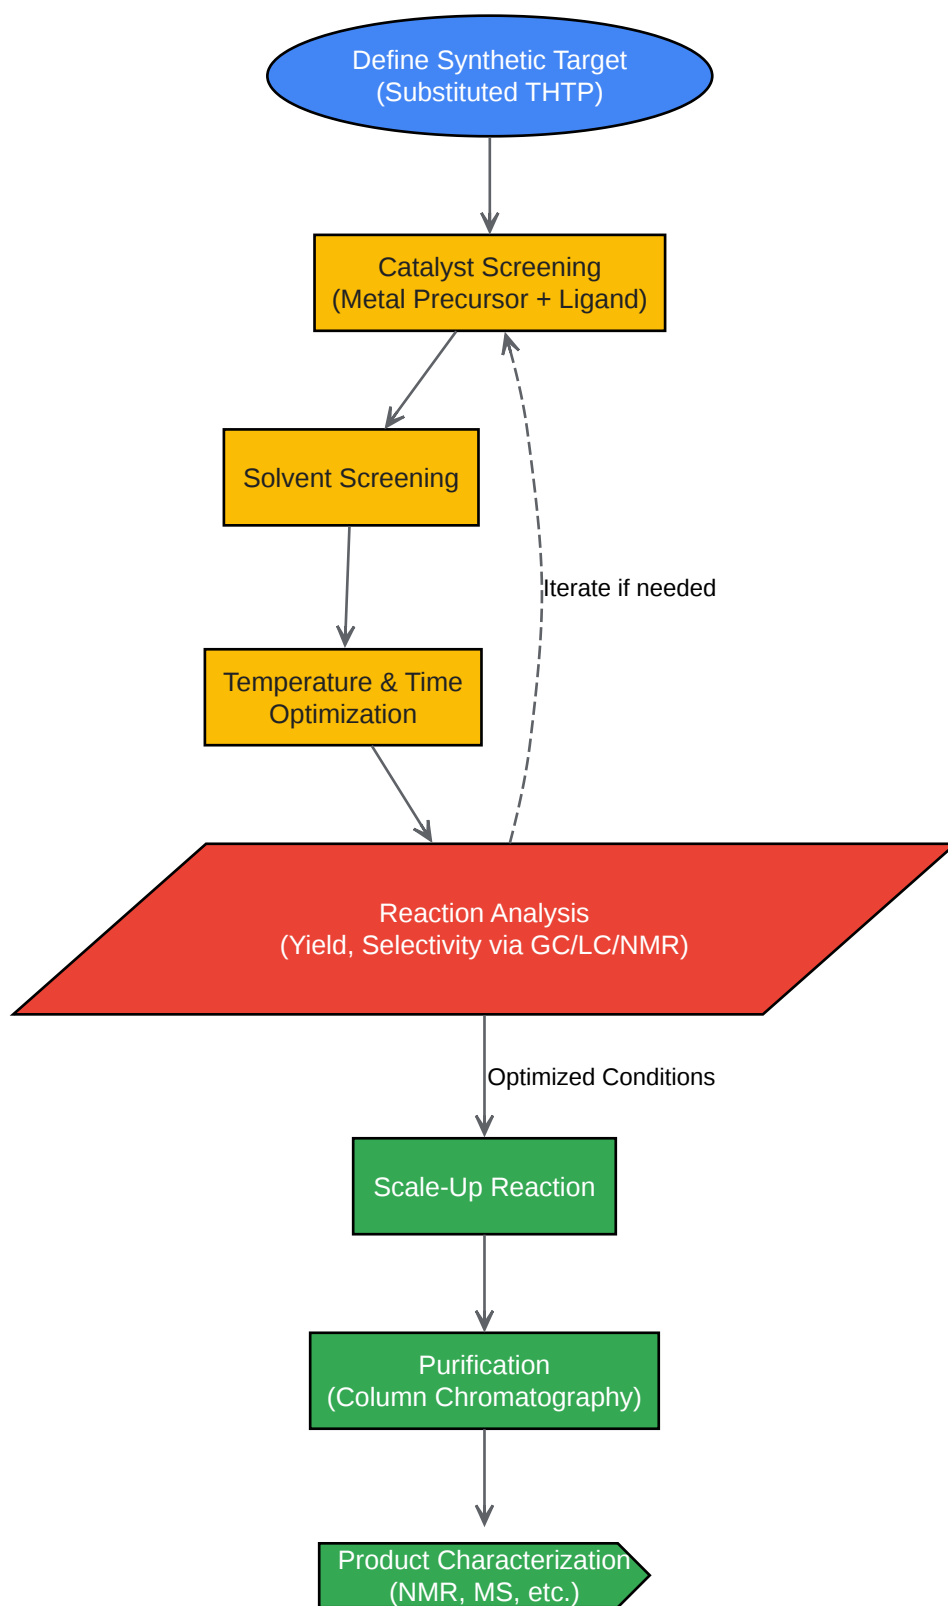 Define Synthetic Target
(Substituted THTP)
Catalyst Screening
(Metal Precursor + Ligand)
Solvent Screening
Iterate if needed
Temperature & Time
Optimization
Reaction Analysis
(Yield, Selectivity via GC/LC/NMR)
Optimized Conditions
Scale-Up Reaction
Purification
(Column Chromatography)
Product Characterization
(NMR, MS, etc.)